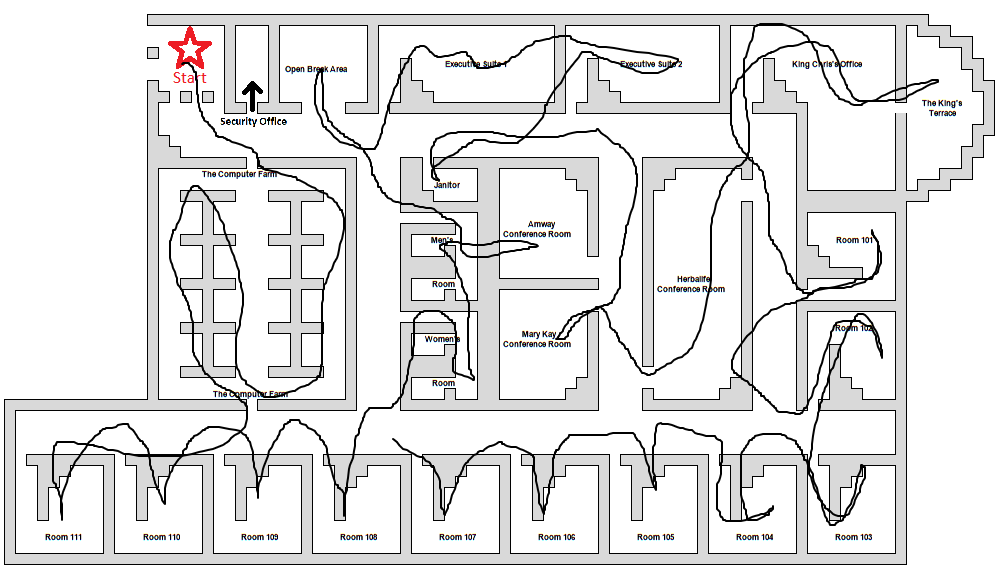 Start
Security Office
Open Break Area
Executive Suite 1
Executive Suite 2
King Chris's Office
The King's
Terrace
The Computer Farm
Janitor
Men's
Room
Amway
Conference Room
Herbalife
Conference Room
Room 101
Women's
Room
Mary Kay
Conference Room
Room 102
The Computer Farm
Room 111
Room 110
Room 109
Room 108
Room 107
Room 106
Room 105
Room 104
Room 103